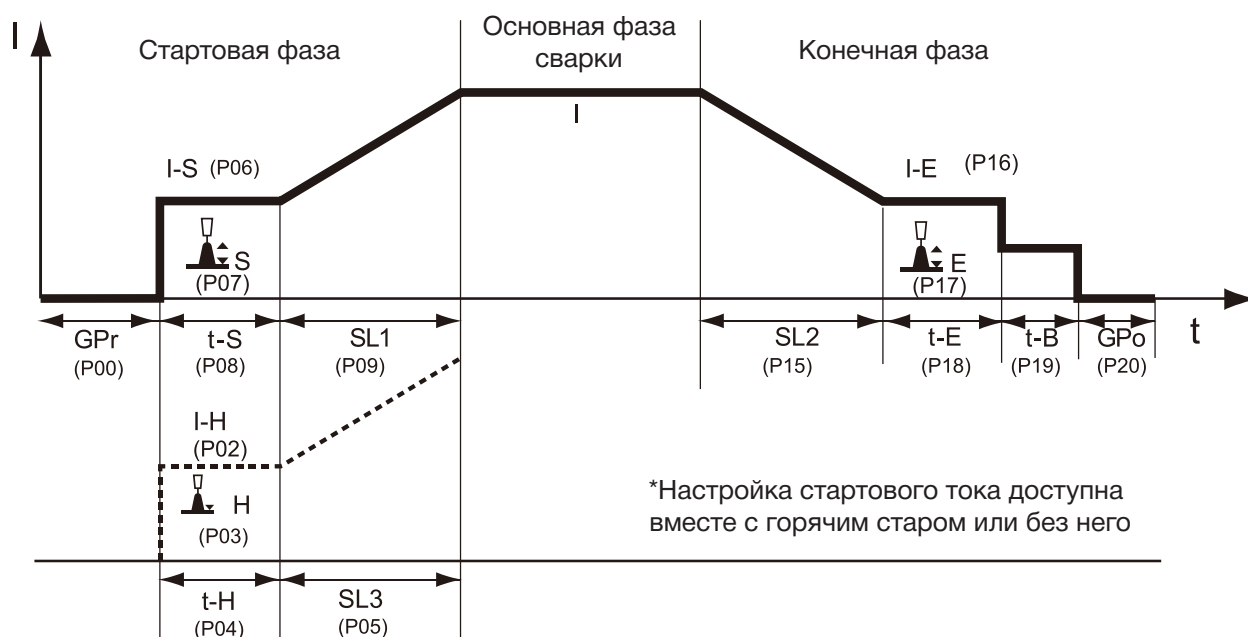 I
Стартовая фаза
Основная фаза
сварки
Конечная фаза
I
I-S (P06)
I-E (P16)
S
(P07)
E
(P17)
GPr
(P00)
t-S
(P08)
SL1
(P09)
SL2
(P15)
t-E
(P18)
t-B
(P19)
GPo
(P20)
t
I-H
(P02)
H
(P03)
*Настройка стартового тока доступна
вместе с горячим старом или без него
t-H
(P04)
SL3
(P05)